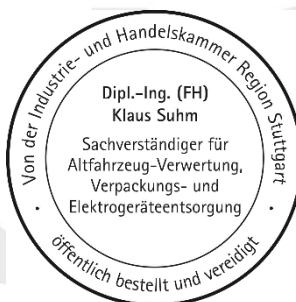 Von der Industrie- und Handelskammer Region Stuttgart
Dipl.-Ing. (FH)
Klaus Suhm
Sachverständiger für
Altfahrzeug-Verwertung,
Verpackungs- und
Elektrogeräteentsorgung
· öffentlich bestellt und vereidigt ·